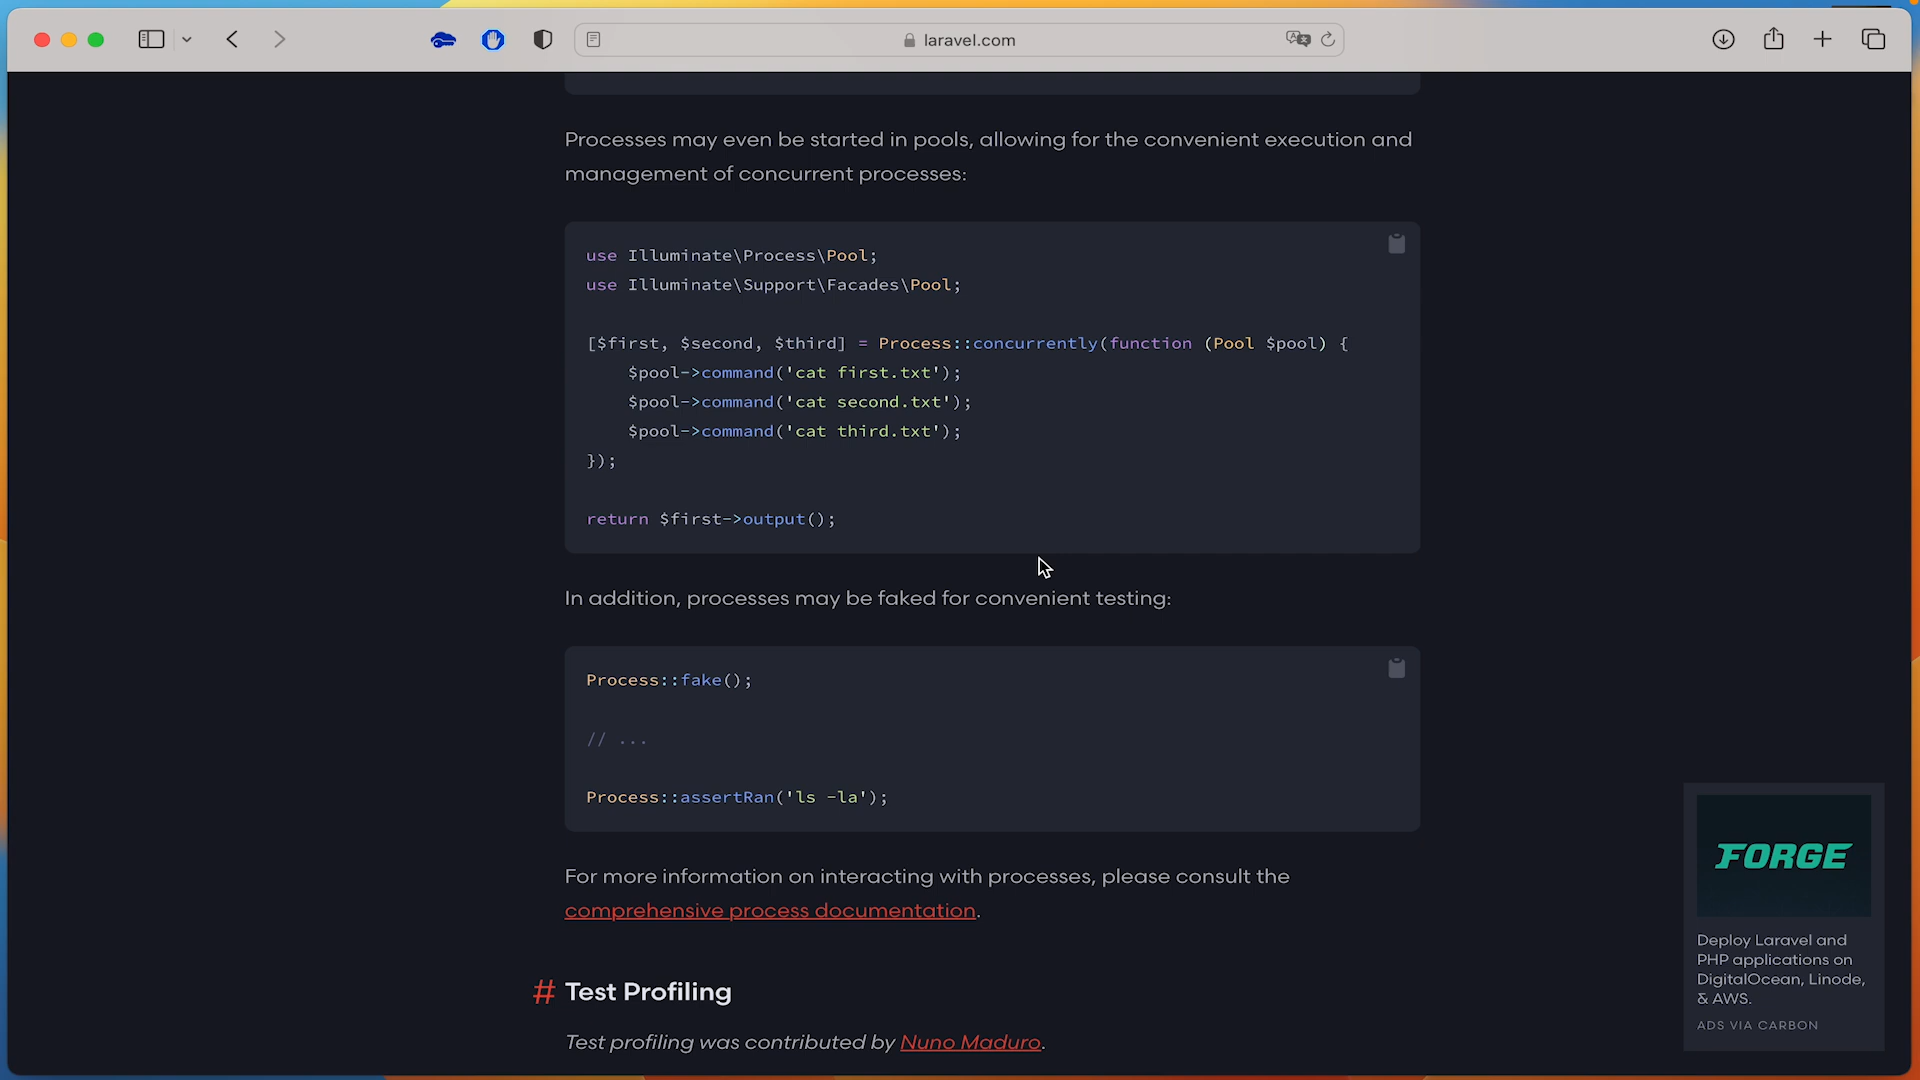 laravel.com
Processes may even be started in pools, allowing for the convenient execution and
management of concurrent processes:
use Illuminate\Process\Pool;
use Illuminate\Support\Facades\Pool;
[$first, $second, $third] = Process::concurrently(function (Pool $pool) {
$pool->command('cat first.txt');
$pool->command('cat second.txt');
$pool->command('cat third.txt');
});
return $first->output();
In addition, processes may be faked for convenient testing:
Process::fake();
// ...
Process::assertRan('ls -la');
For more information on interacting with processes, please consult the
comprehensive process documentation.
# Test Profiling
Test profiling was contributed by Nuno Maduro.
FORGE
Deploy Laravel and
PHP applications on
DigitalOcean, Linode,
& AWS.
ADS VIA CARBON